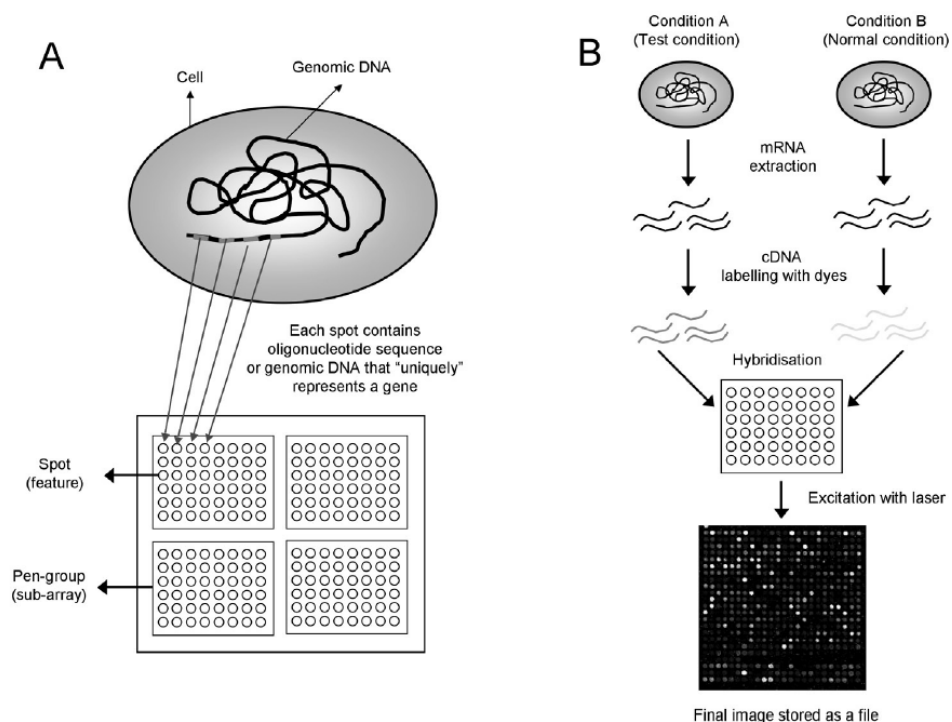 A
Cell
Genomic DNA
Each spot contains
oligonucleotide sequence
or genomic DNA that “uniquely”
represents a gene
Spot
(feature)
Pen-group
(sub-array)
B
Condition A
(Test condition)
Condition B
(Normal condition)
mRNA
extraction
cDNA
labelling with dyes
Hybridisation
Excitation with laser
Final image stored as a file